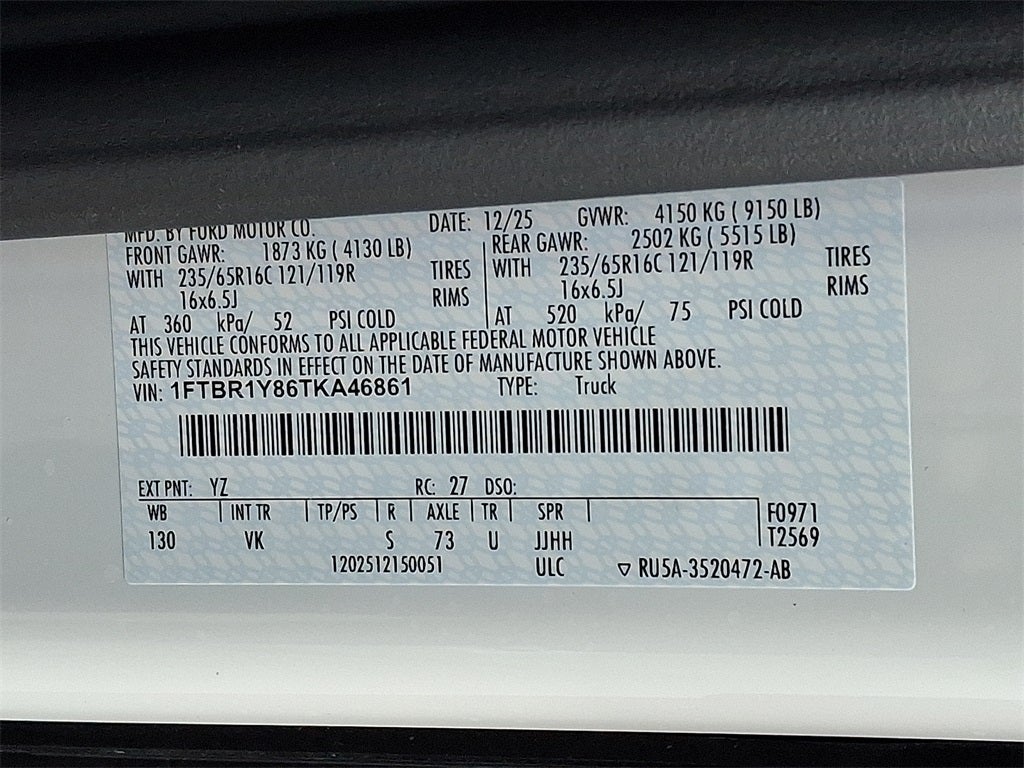 MFD. BY FORD MOTOR CO. DATE: 12/25 GVWR: 4150 KG ( 9150 LB)
FRONT GAWR: 1873 KG ( 4130 LB) REAR GAWR: 2502 KG ( 5515 LB)
WITH 235/65R16C 121/119R TIRES WITH 235/65R16C 121/119R TIRES
16x6.5J RIMS 16x6.5J RIMS
AT 360 kPa/ 52 PSI COLD AT 520 kPa/ 75 PSI COLD
THIS VEHICLE CONFORMS TO ALL APPLICABLE FEDERAL MOTOR VEHICLE
SAFETY STANDARDS IN EFFECT ON THE DATE OF MANUFACTURE SHOWN ABOVE.
VIN: 1FTBR1Y86TKA46861 TYPE: Truck
EXT PNT: YZ RC: 27 DSO:
WB INT TR TP/PS R AXLE TR SPR F0971
130 VK S 73 U JJHH T2569
1202512150051 ULC ▽ RU5A-3520472-AB